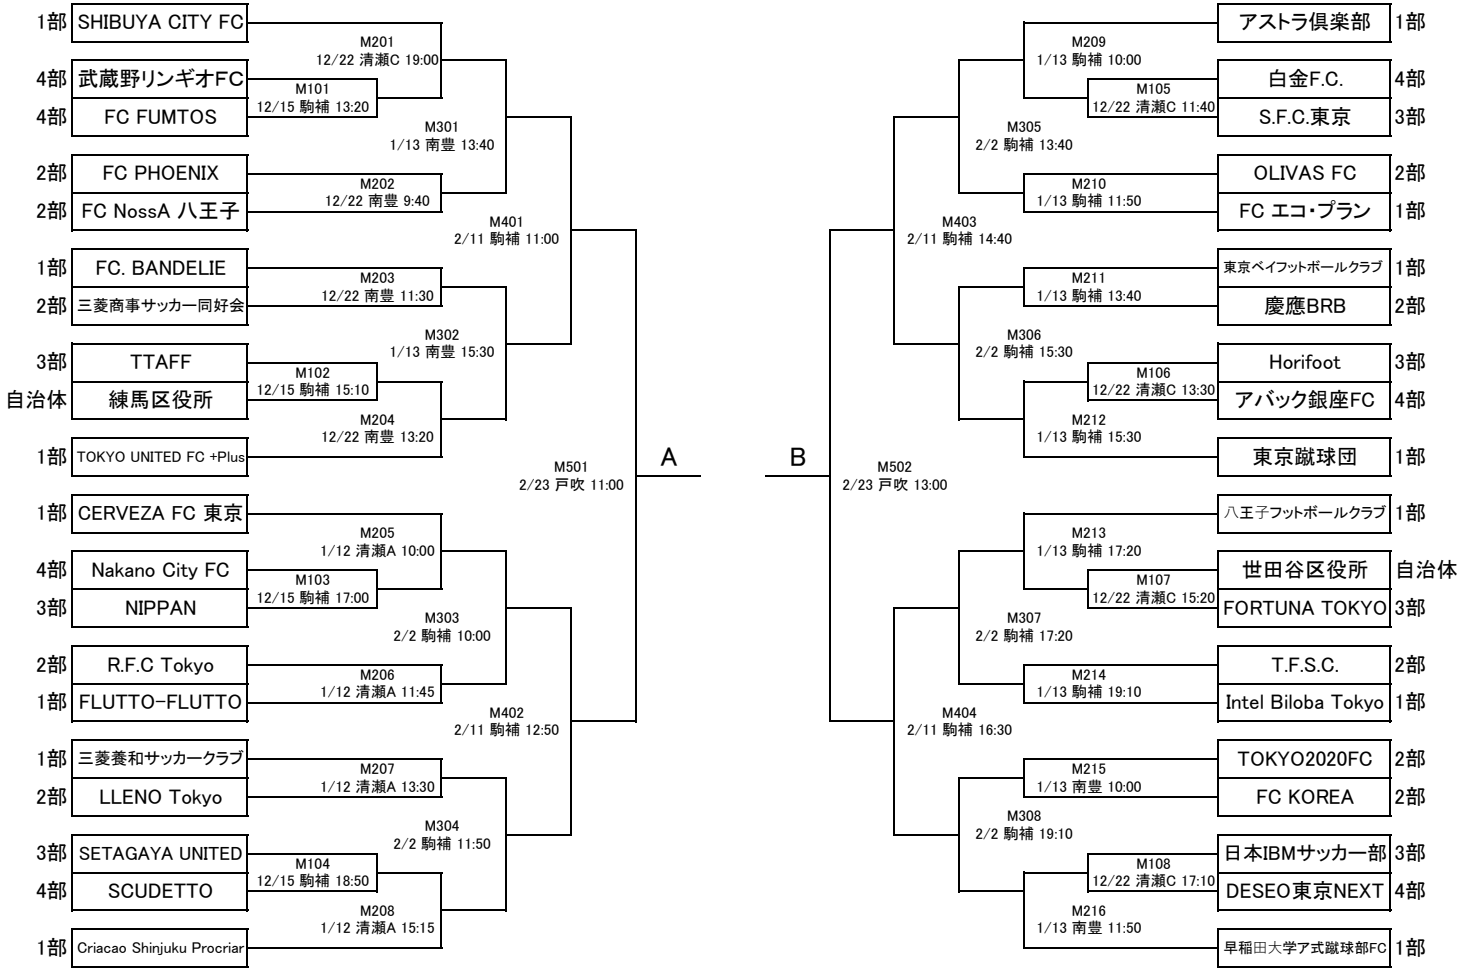 1部 SHIBUYA CITY FC
M201
12/22 清瀬C 19:00
4部 武蔵野リンギオFC
M101
12/15 駒補 13:20
4部 FC FUMTOS
M301
1/13 南豊 13:40
2部 FC PHOENIX
M202
12/22 南豊 9:40
2部 FC NossA 八王子
M401
2/11 駒補 11:00
1部 FC. BANDELIE
M203
12/22 南豊 11:30
2部 三菱商事サッカー同好会
M302
1/13 南豊 15:30
3部 TTAFF
M102
12/15 駒補 15:10
自治体 練馬区役所
M204
12/22 南豊 13:20
1部 TOKYO UNITED FC +Plus
M501
2/23 戸吹 11:00
A
1部 CERVEZA FC 東京
M205
1/12 清瀬A 10:00
4部 Nakano City FC
M103
12/15 駒補 17:00
3部 NIPPAN
M303
2/2 駒補 10:00
2部 R.F.C Tokyo
M206
1/12 清瀬A 11:45
1部 FLUTTO-FLUTTO
M402
2/11 駒補 12:50
1部 三菱養和サッカークラブ
M207
1/12 清瀬A 13:30
2部 LLENO Tokyo
M304
2/2 駒補 11:50
3部 SETAGAYA UNITED
M104
12/15 駒補 18:50
4部 SCUDETTO
M208
1/12 清瀬A 15:15
1部 Criacao Shinjuku Procriar
アストラ倶楽部 1部
M209
1/13 駒補 10:00
白金F.C. 4部
M105
12/22 清瀬C 11:40
S.F.C.東京 3部
M305
2/2 駒補 13:40
OLIVAS FC 2部
M210
1/13 駒補 11:50
FC エコ・プラン 1部
M403
2/11 駒補 14:40
東京ベイフットボールクラブ 1部
M211
1/13 駒補 13:40
慶應BRB 2部
M306
2/2 駒補 15:30
Horifoot 3部
M106
12/22 清瀬C 13:30
アバック銀座FC 4部
M212
1/13 駒補 15:30
東京蹴球団 1部
B
M502
2/23 戸吹 13:00
八王子フットボールクラブ 1部
M213
1/13 駒補 17:20
世田谷区役所 自治体
M107
12/22 清瀬C 15:20
FORTUNA TOKYO 3部
M307
2/2 駒補 17:20
T.F.S.C. 2部
M214
1/13 駒補 19:10
Intel Biloba Tokyo 1部
M404
2/11 駒補 16:30
TOKYO2020FC 2部
M215
1/13 南豊 10:00
FC KOREA 2部
M308
2/2 駒補 19:10
日本IBMサッカー部 3部
M108
12/22 清瀬C 17:10
DESEO東京NEXT 4部
M216
1/13 南豊 11:50
早稲田大学ア式蹴球部FC 1部